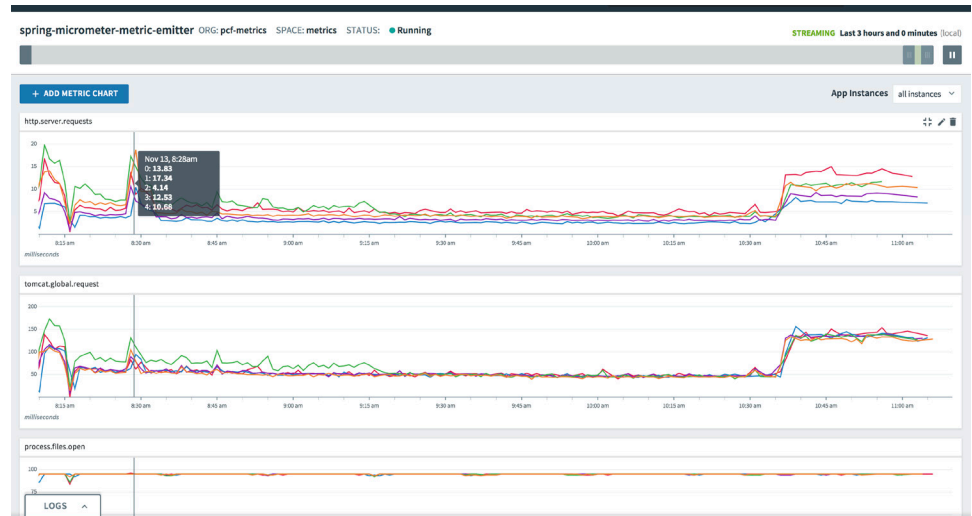 spring-micrometer-metric-emitter ORG: pcf-metrics SPACE: metrics STATUS: Running
STREAMING Last 3 hours and 0 minutes (local)
+ ADD METRIC CHART
App Instances all instances
http.server.requests
20
15
10
5
Nov 13, 8:28am
0: 13.83
1: 17.34
2: 4.14
3: 12.53
4: 10.68
8:15 am 8:30 am 8:45 am 9:00 am 9:15 am 9:30 am 9:45 am 10:00 am 10:15 am 10:30 am 10:45 am 11:00 am
milliseconds
tomcat.global.request
200
150
100
50
8:15 am 8:30 am 8:45 am 9:00 am 9:15 am 9:30 am 9:45 am 10:00 am 10:15 am 10:30 am 10:45 am 11:00 am
milliseconds
process.files.open
100
75
LOGS